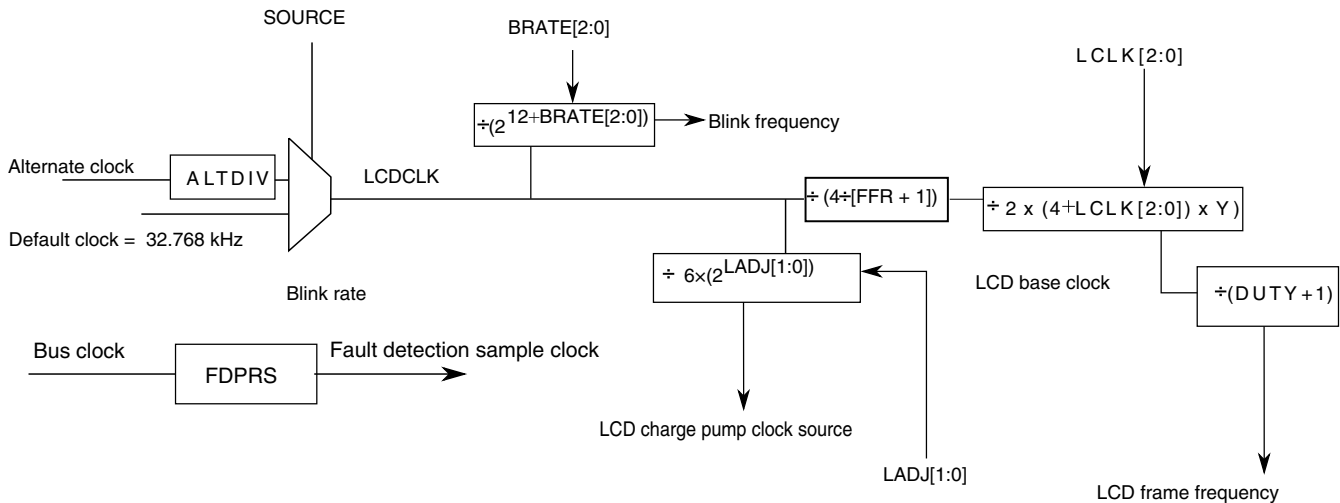 SOURCE
BRATE[2:0]
LCLK[2:0]
÷(2^12+BRATE[2:0])
Blink frequency
Alternate clock
ALTDIV
LCDCLK
÷ (4÷[FFR + 1])
÷ 2 x (4+LCLK[2:0]) x Y)
Default clock = 32.768 kHz
÷ 6×(2^LADJ[1:0])
LCD base clock
Blink rate
÷(DUTY+1)
Bus clock
FDPRS
Fault detection sample clock
LCD charge pump clock source
LADJ[1:0]
LCD frame frequency